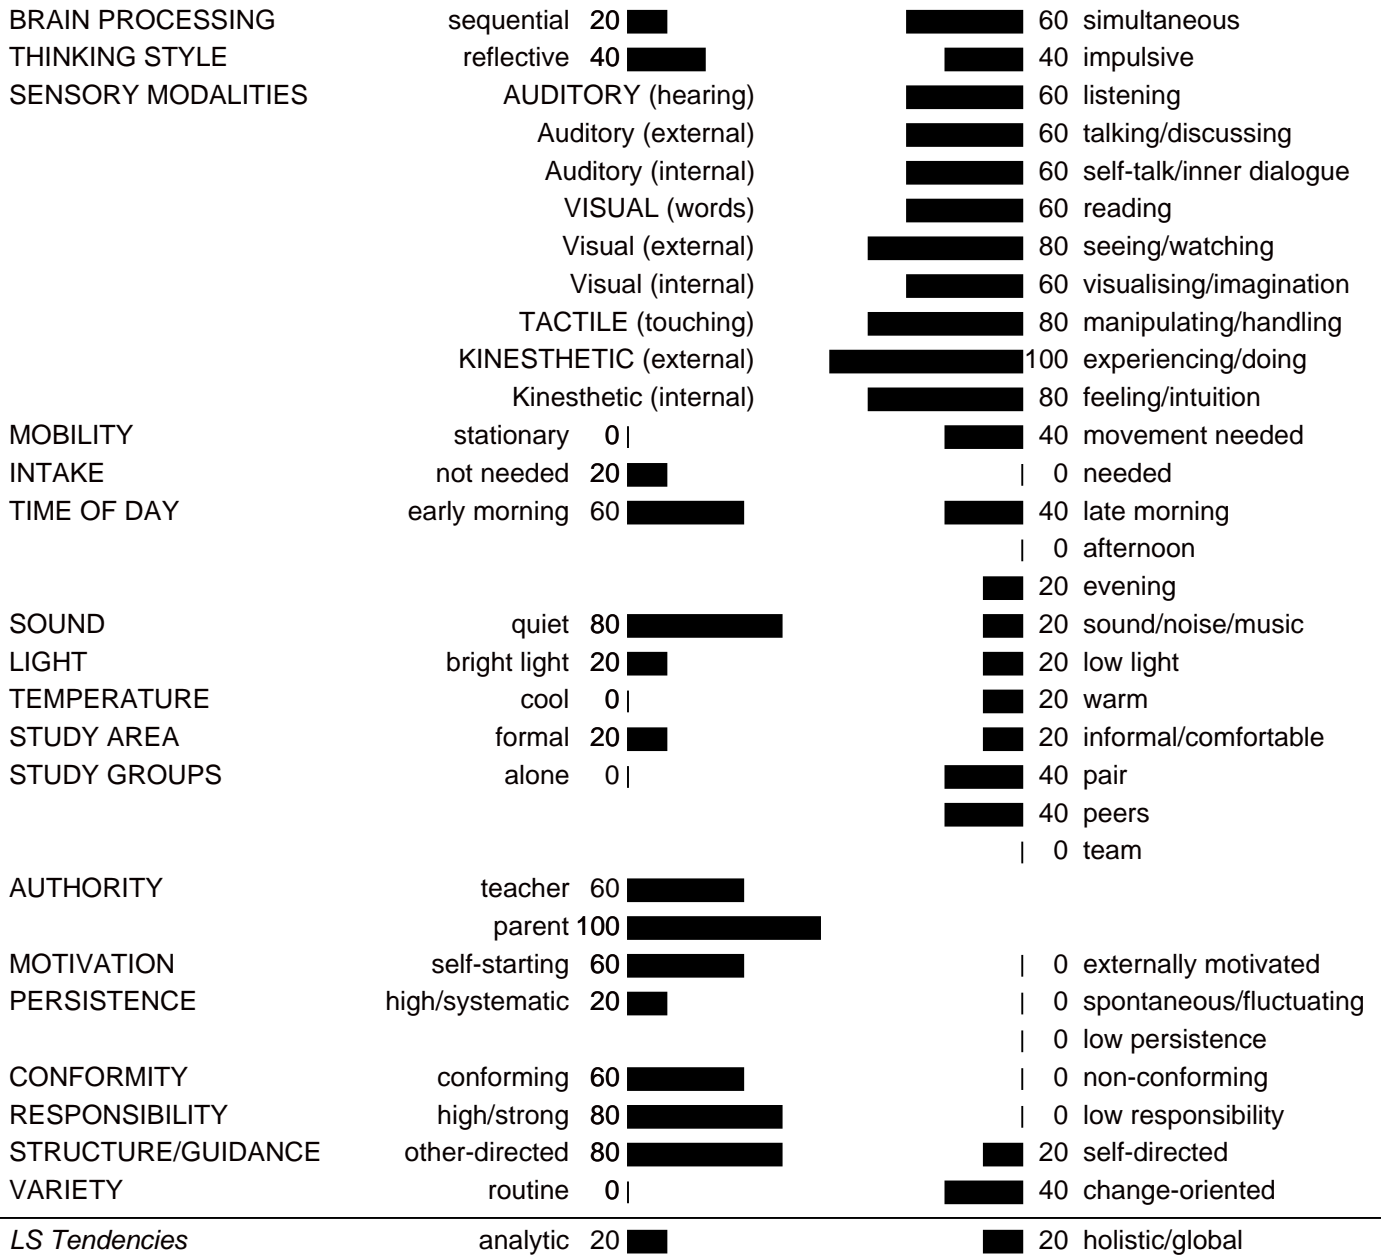 BRAIN PROCESSING sequential 20 60 simultaneous
THINKING STYLE reflective 40 40 impulsive
SENSORY MODALITIES AUDITORY (hearing) 60 listening
Auditory (external) 60 talking/discussing
Auditory (internal) 60 self-talk/inner dialogue
VISUAL (words) 60 reading
Visual (external) 80 seeing/watching
Visual (internal) 60 visualising/imagination
TACTILE (touching) 80 manipulating/handling
KINESTHETIC (external) 100 experiencing/doing
Kinesthetic (internal) 80 feeling/intuition
MOBILITY stationary 0 40 movement needed
INTAKE not needed 20 0 needed
TIME OF DAY early morning 60 40 late morning
0 afternoon
20 evening
SOUND quiet 80 20 sound/noise/music
LIGHT bright light 20 20 low light
TEMPERATURE cool 0 20 warm
STUDY AREA formal 20 20 informal/comfortable
STUDY GROUPS alone 0 40 pair
40 peers
0 team
AUTHORITY teacher 60
parent 100
MOTIVATION self-starting 60 0 externally motivated
PERSISTENCE high/systematic 20 0 spontaneous/fluctuating
0 low persistence
CONFORMITY conforming 60 0 non-conforming
RESPONSIBILITY high/strong 80 0 low responsibility
STRUCTURE/GUIDANCE other-directed 80 20 self-directed
VARIETY routine 0 40 change-oriented
LS Tendencies analytic 20 20 holistic/global